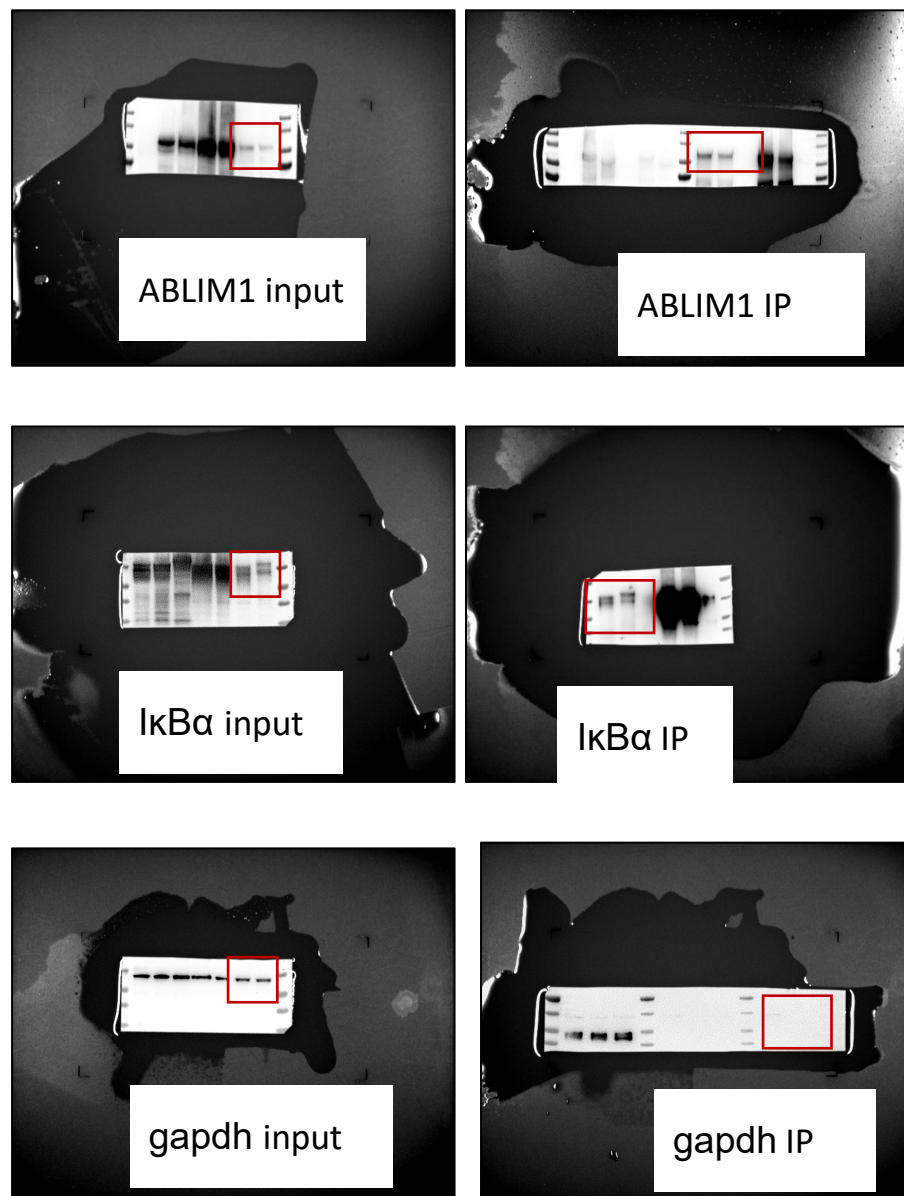 ABLIM1 input
ABLIM1 IP
IκBα input
IκBα IP
gapdh input
gapdh IP